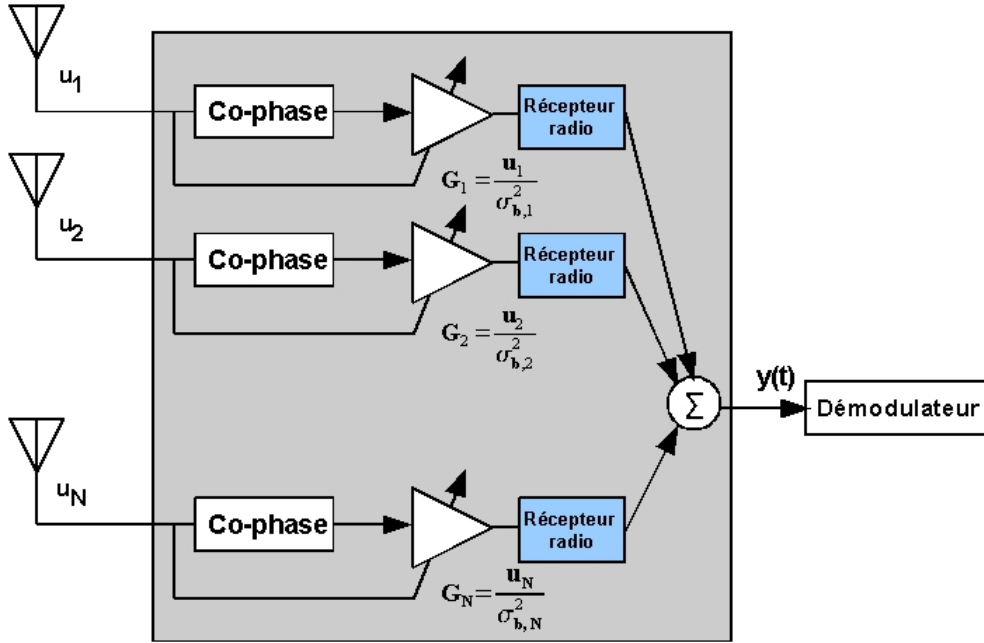 u1
Co-phase
Récepteur
radio
G1 = u1 / σ²b,1
u2
Co-phase
Récepteur
radio
G2 = u2 / σ²b,2
Σ
y(t)
Démodulateur
uN
Co-phase
Récepteur
radio
GN = uN / σ²b, N